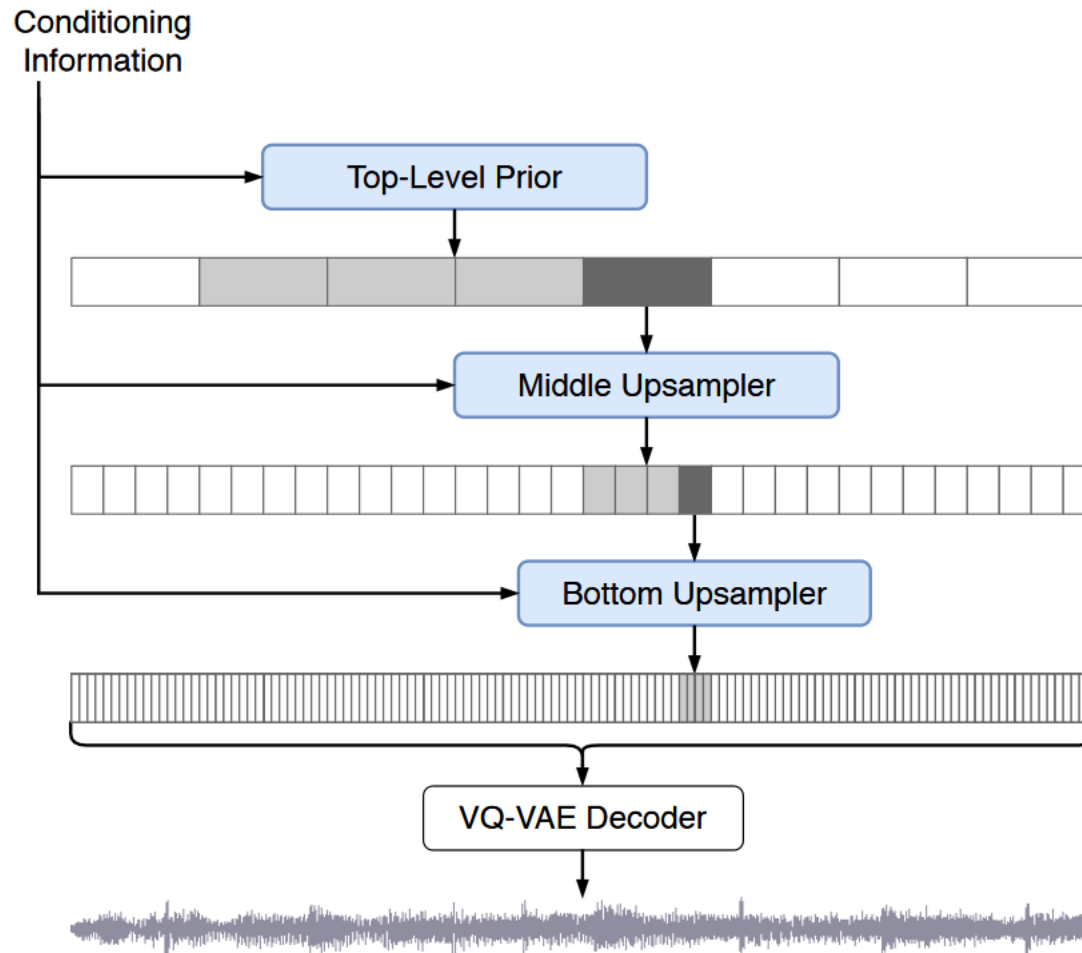 Conditioning
Information
Top-Level Prior
Middle Upsampler
Bottom Upsampler
VQ-VAE Decoder